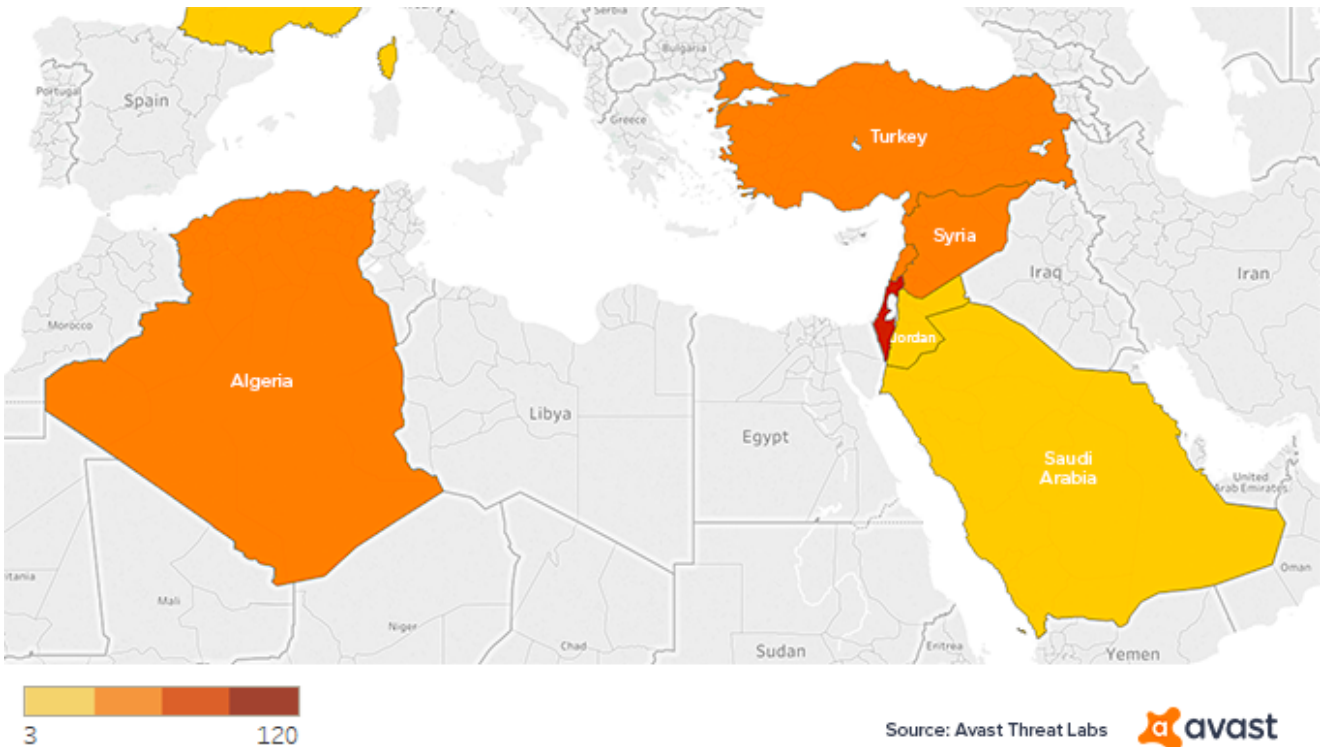 Serbia
Bulgaria
Portugal
Spain
Greece
Turkey
Syria
Iraq
Iran
Jordan
Morocco
Algeria
Libya
Egypt
Saudi
Arabia
United
Arab Emirates
Oman
itania
Mali
Niger
Chad
Sudan
Eritrea
Yemen
3
120
Source: Avast Threat Labs
avast